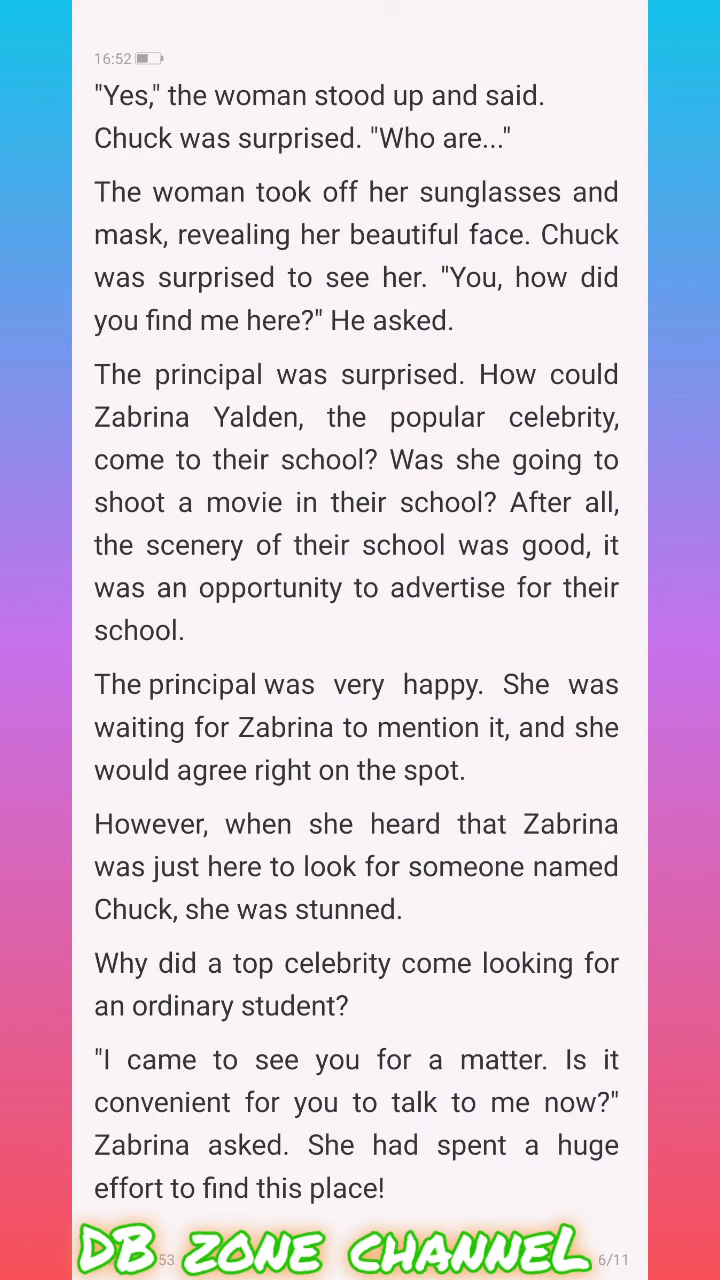 16:52
"Yes," the woman stood up and said.
Chuck was surprised. "Who are..."
The woman took off her sunglasses and
mask, revealing her beautiful face. Chuck
was surprised to see her. "You, how did
you find me here?" He asked.
The principal was surprised. How could
Zabrina Yalden, the popular celebrity,
come to their school? Was she going to
shoot a movie in their school? After all,
the scenery of their school was good, it
was an opportunity to advertise for their
school.
The principal was very happy. She was
waiting for Zabrina to mention it, and she
would agree right on the spot.
However, when she heard that Zabrina
was just here to look for someone named
Chuck, she was stunned.
Why did a top celebrity come looking for
an ordinary student?
"I came to see you for a matter. Is it
convenient for you to talk to me now?"
Zabrina asked. She had spent a huge
effort to find this place!
DB ZONE CHANNEL
53
6/11